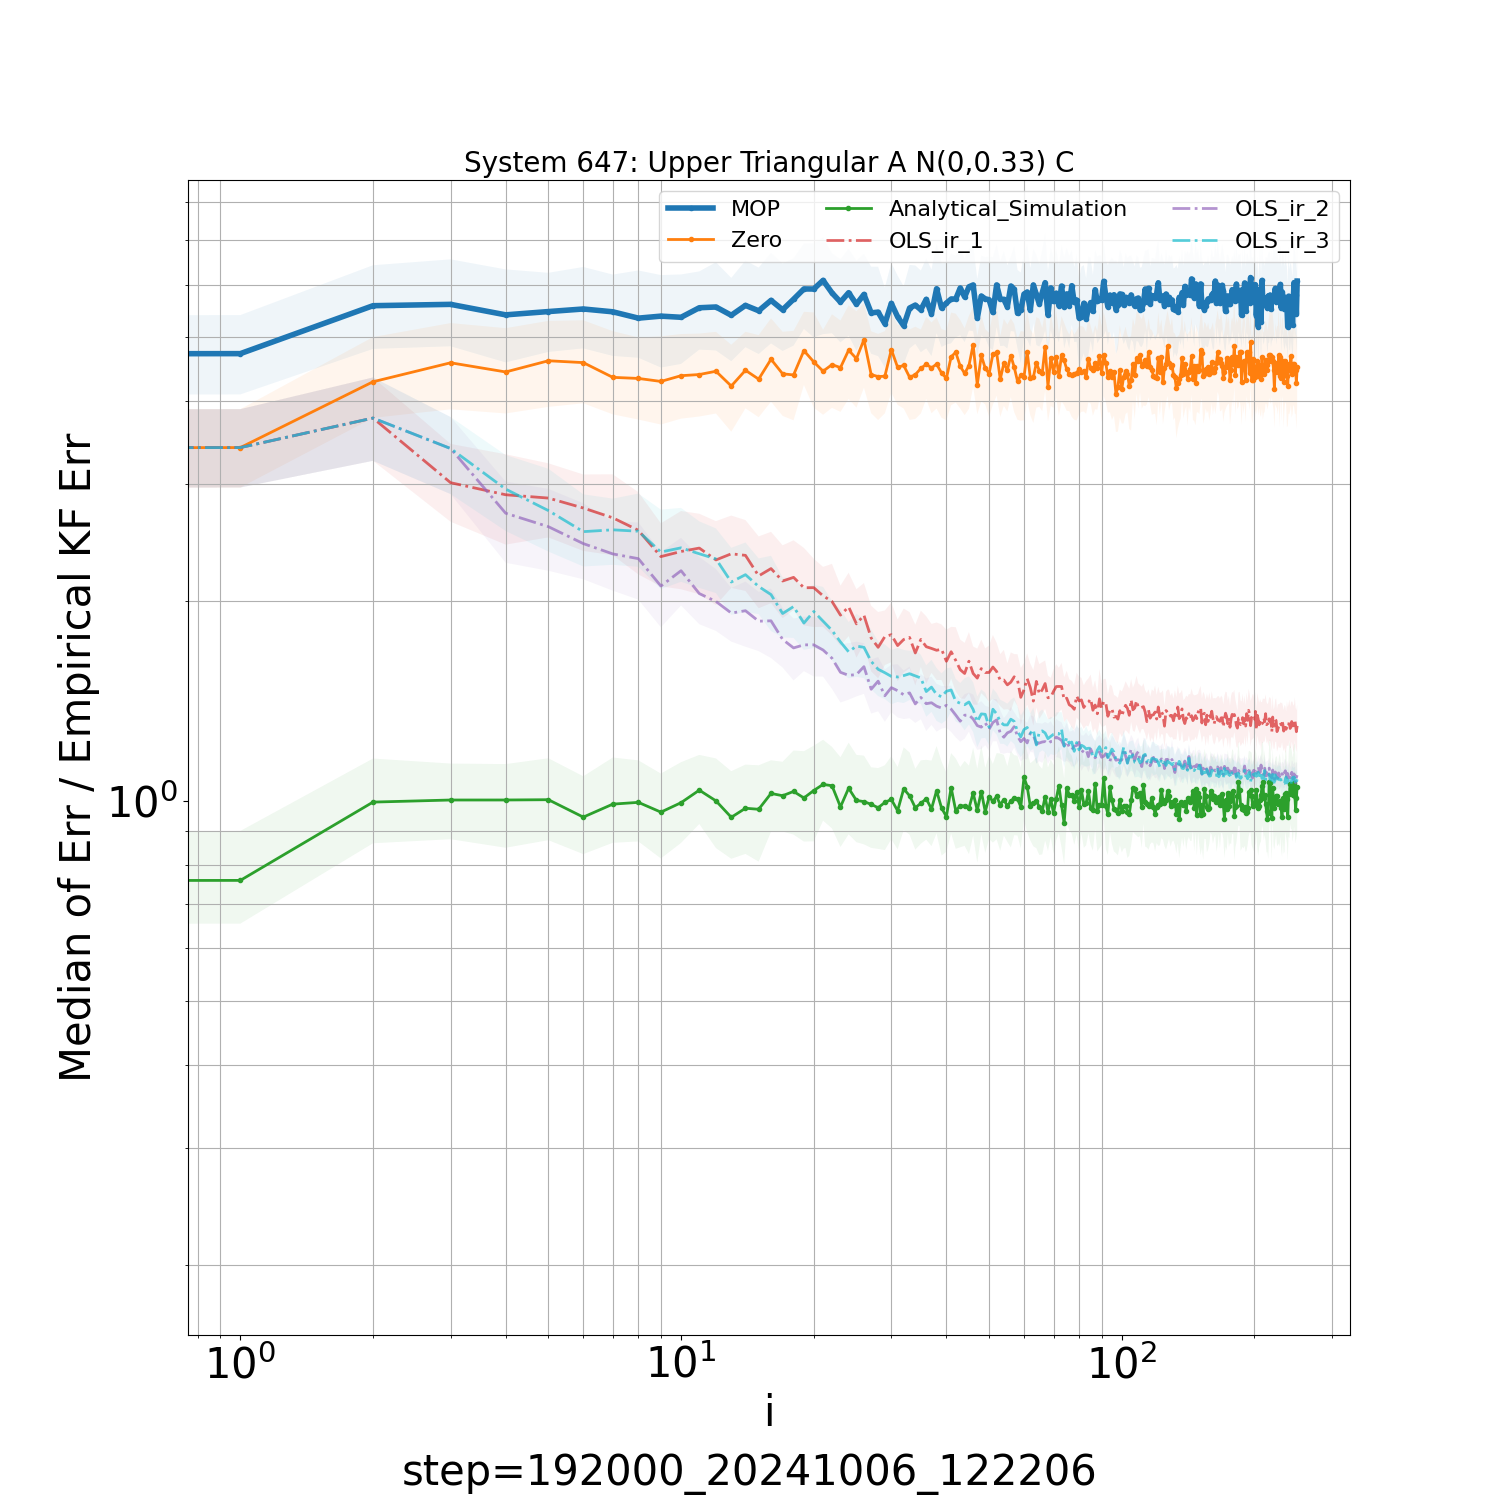 System 647: Upper Triangular A N(0,0.33) C
MOP
Zero
Analytical_Simulation
OLS_ir_1
OLS_ir_2
OLS_ir_3
Median of Err / Empirical KF Err
10⁰
10⁰ 10¹ 10²
i
step=192000_20241006_122206